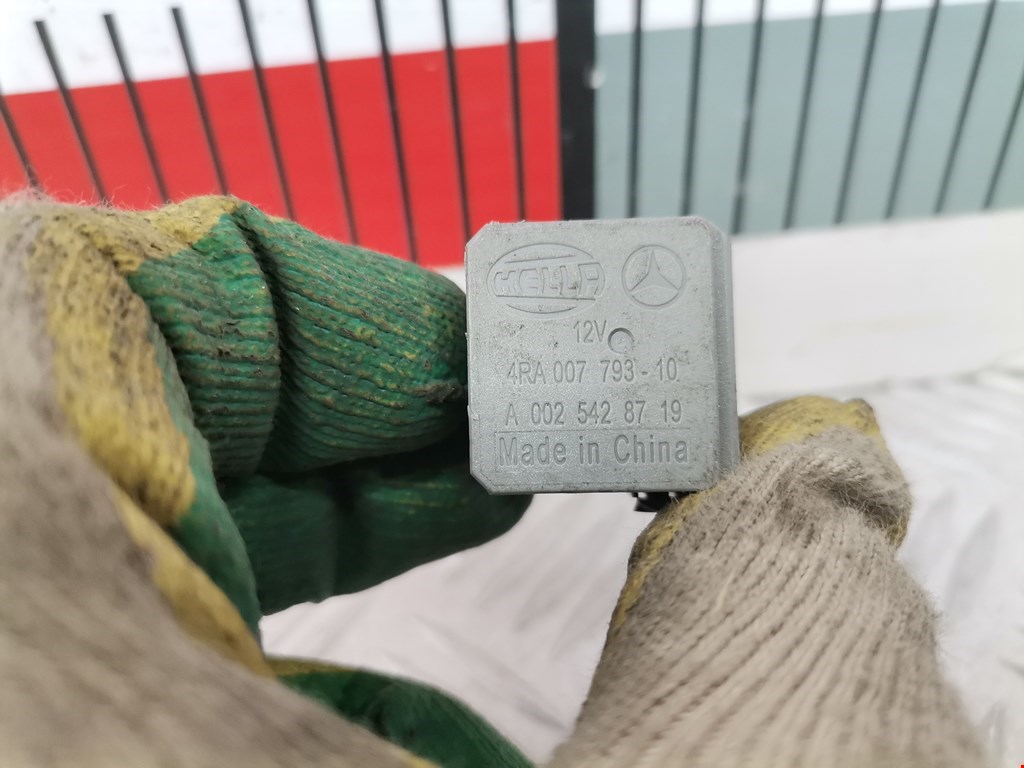 HELLA
12V
4RA 007 793 - 10
A 002 542 87 19
Made in China